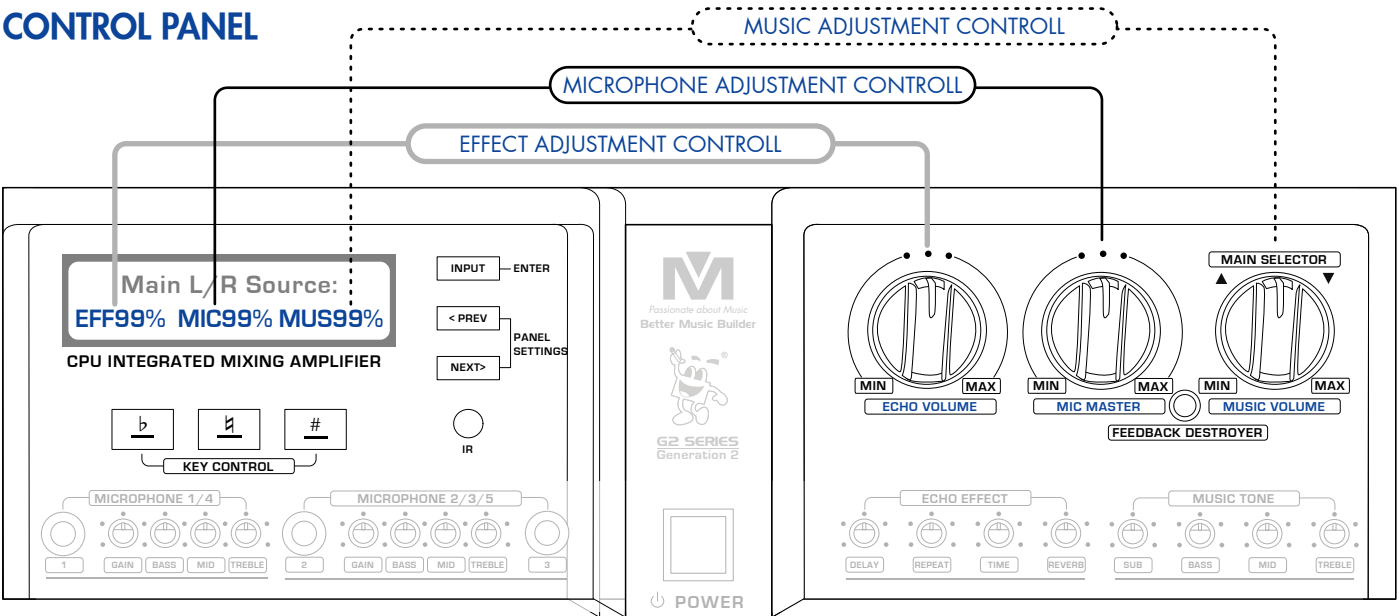 CONTROL PANEL
MUSIC ADJUSTMENT CONTROLL
MICROPHONE ADJUSTMENT CONTROLL
EFFECT ADJUSTMENT CONTROLL
Main L/R Source:
EFF99% MIC99% MUS99%
CPU INTEGRATED MIXING AMPLIFIER
INPUT ENTER
< PREV
NEXT>
PANEL
SETTINGS
♭ ♮ #
KEY CONTROL
IR
MICROPHONE 1/4
1 GAIN BASS MID TREBLE
MICROPHONE 2/3/5
2 GAIN BASS MID TREBLE 3
M
Passionate about Music
Better Music Builder
®
G2 SERIES
Generation 2
POWER
MAIN SELECTOR
MIN MAX
ECHO VOLUME
MIN MAX
MIC MASTER
MIN MAX
MUSIC VOLUME
FEEDBACK DESTROYER
ECHO EFFECT
DELAY REPEAT TIME REVERB
MUSIC TONE
SUB BASS MID TREBLE